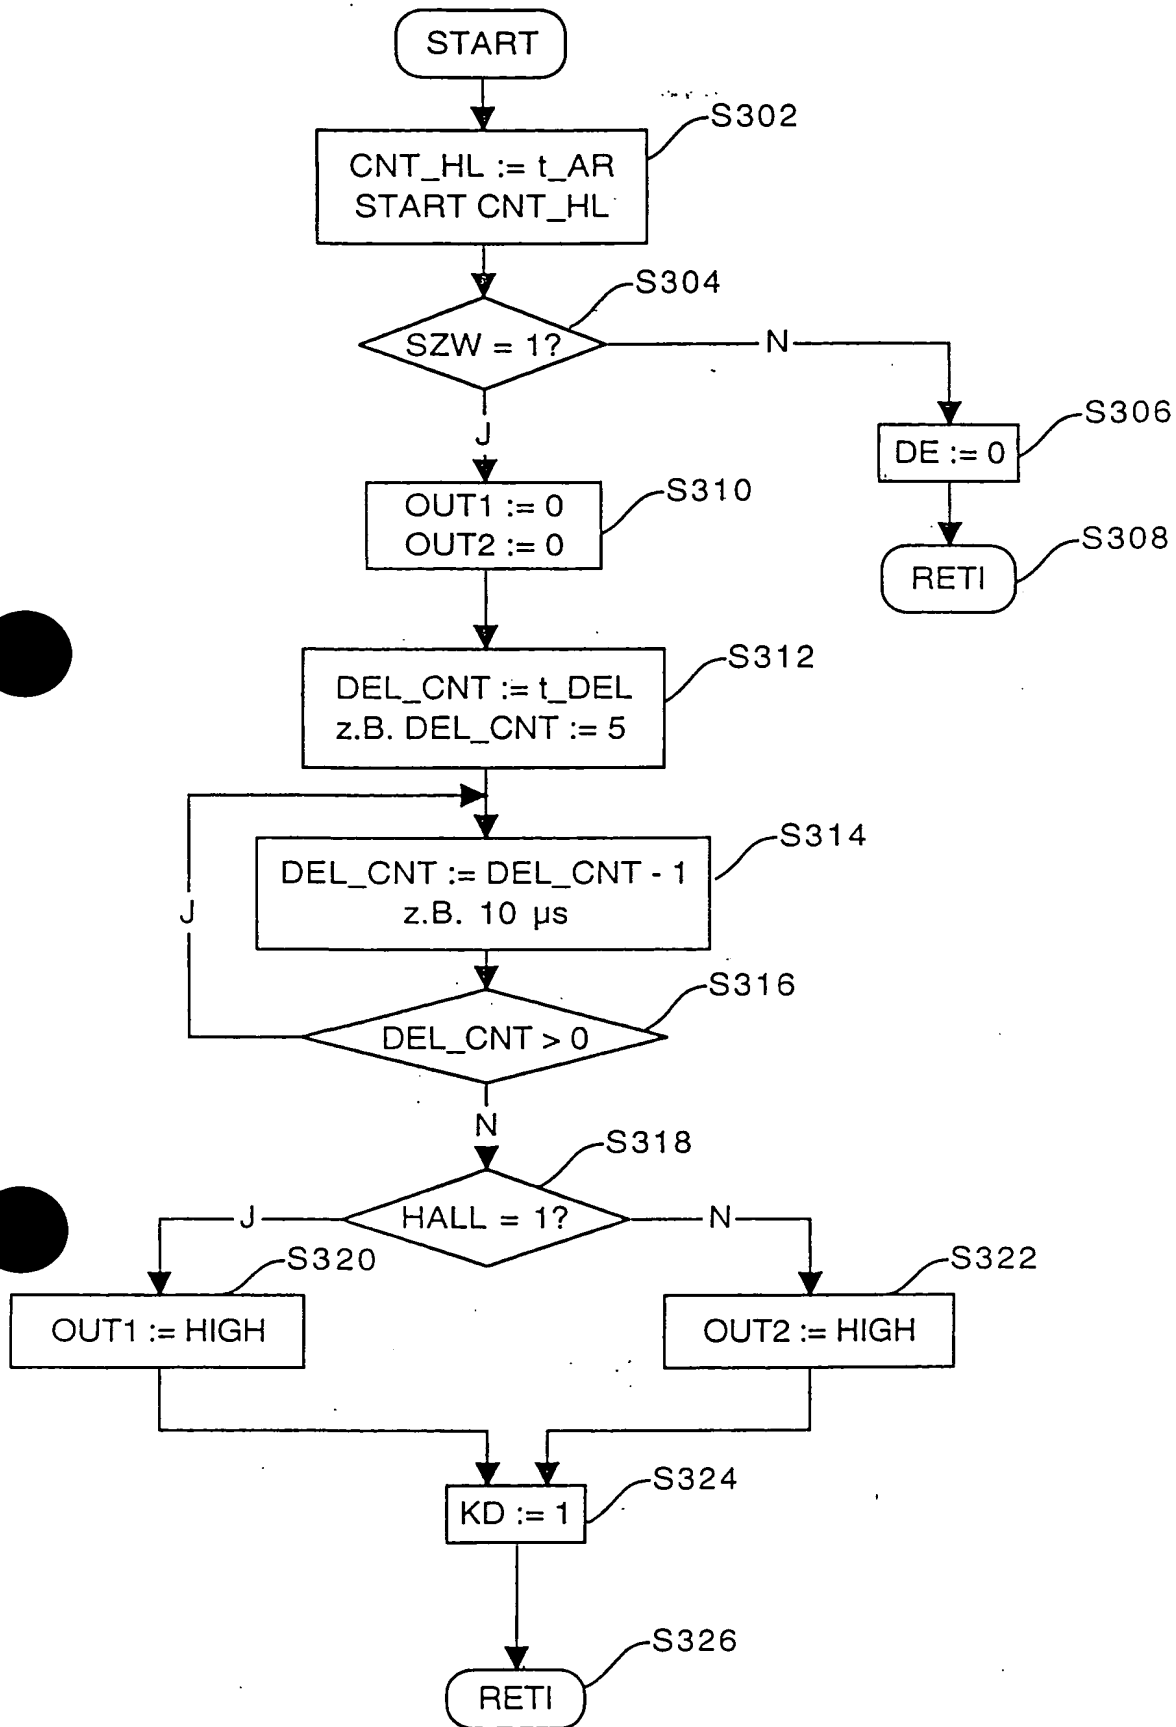 START
S302
CNT_HL := t_AR
START CNT_HL
S304
SZW = 1?
N
J
S306
DE := 0
S310
OUT1 := 0
OUT2 := 0
S308
RETI
S312
DEL_CNT := t_DEL
z.B. DEL_CNT := 5
S314
DEL_CNT := DEL_CNT - 1
z.B. 10 µs
J
S316
DEL_CNT > 0
N
S318
HALL = 1?
J
N
S320
S322
OUT1 := HIGH
OUT2 := HIGH
S324
KD := 1
S326
RETI